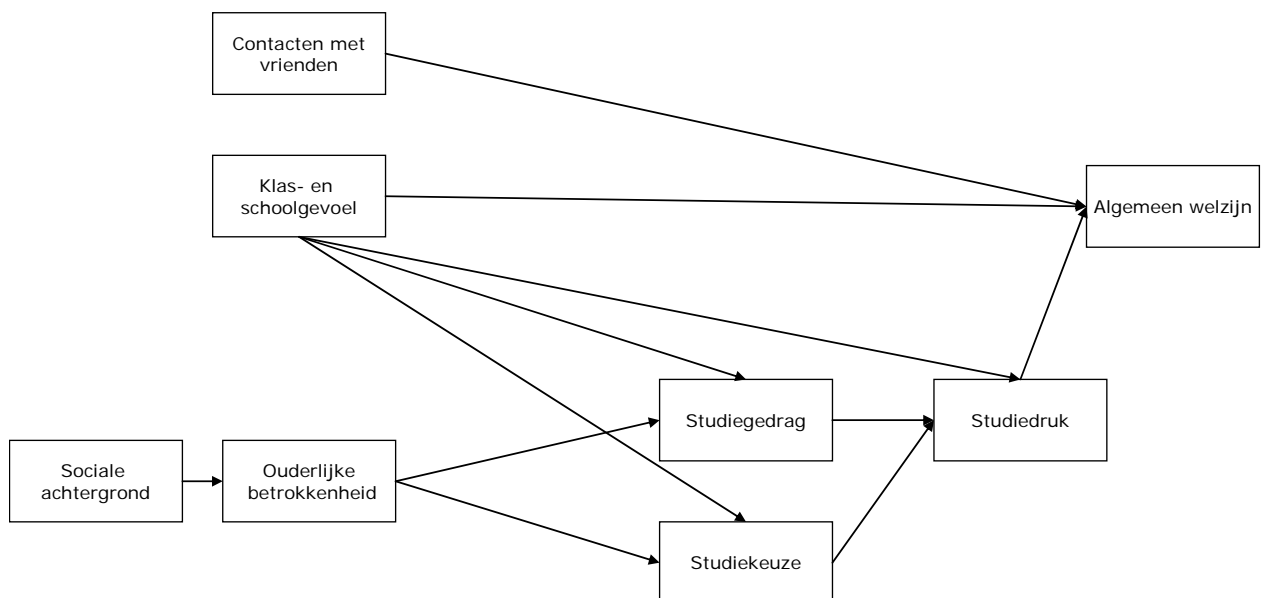 Contacten met
vrienden
Klas- en
schoolgevoel
Algemeen welzijn
Studiegedrag
Studiedruk
Sociale
achtergrond
Ouderlijke
betrokkenheid
Studiekeuze